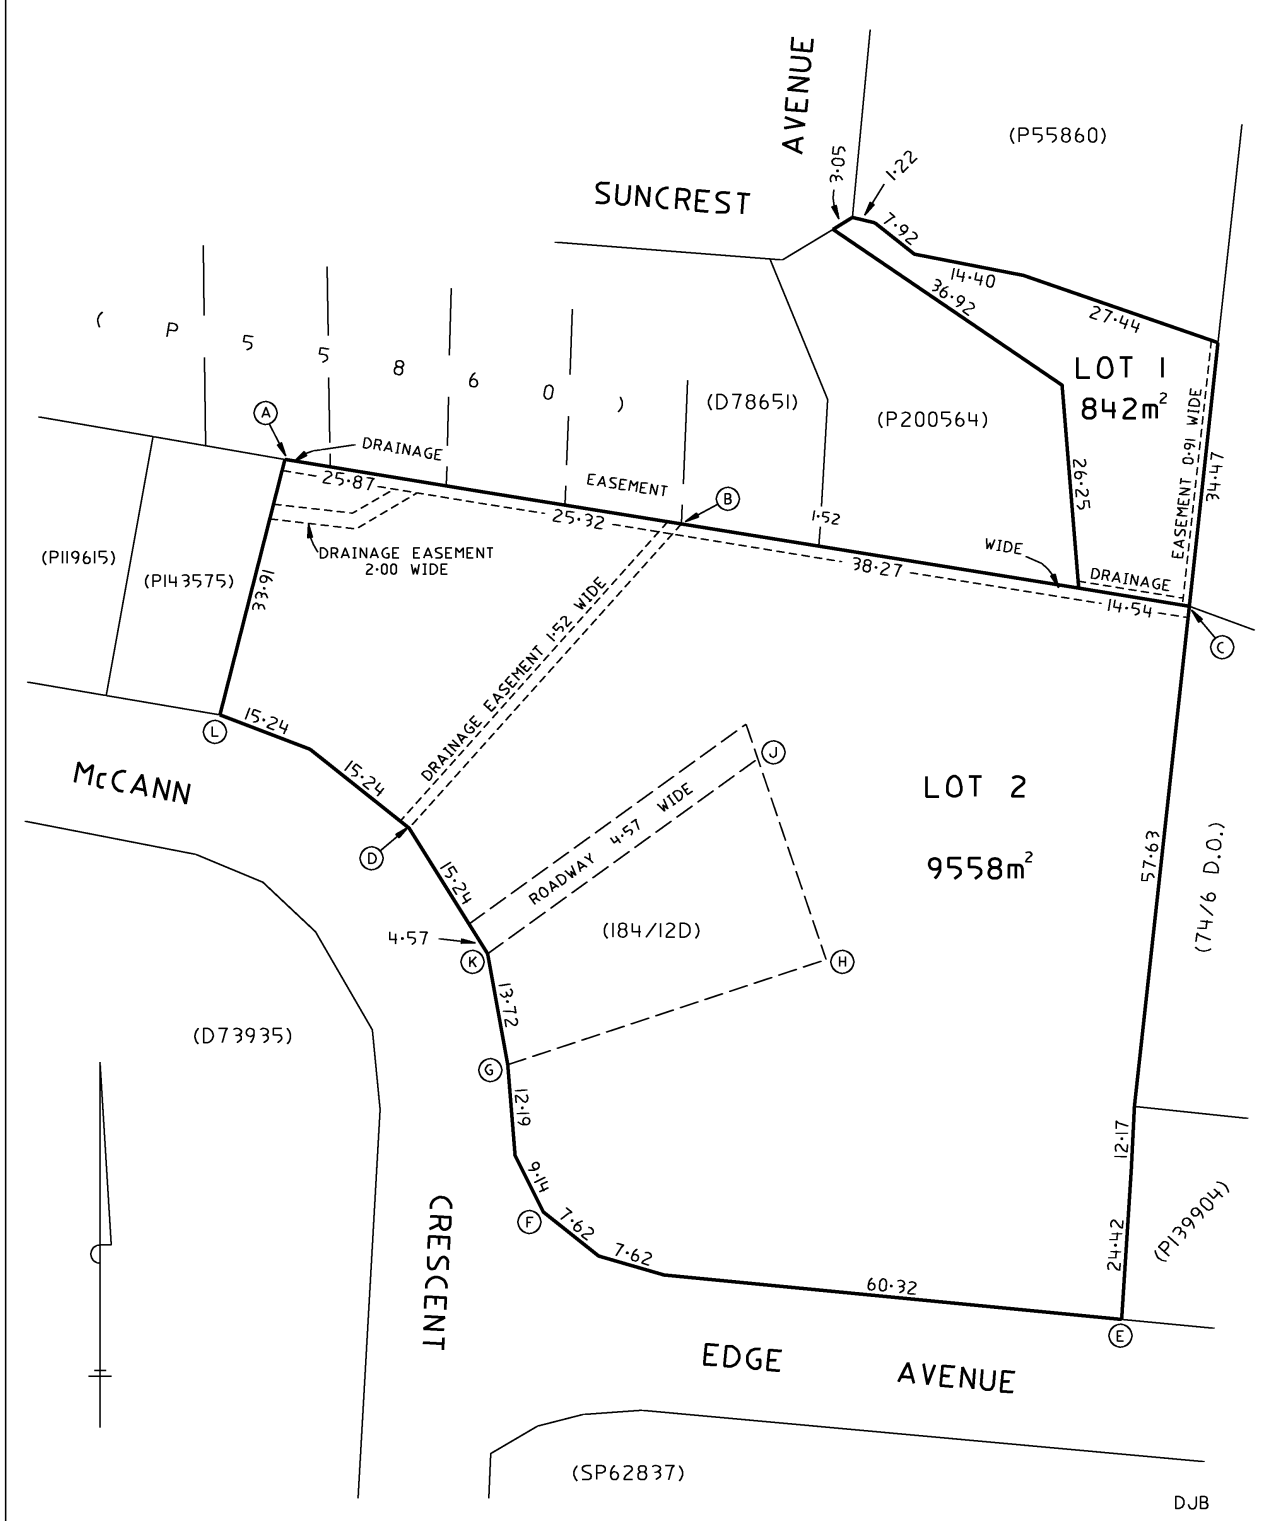 AVENUE
SUNCREST
3·05
1·22
(P55860)
7·92
14·40
36·92
27·44
( P 5 5 8 6 0 )
LOT 1
842m²
(D78651)
(P200564)
EASEMENT 0·91 WIDE
34·47
26·25
A
DRAINAGE
EASEMENT
25·87
25·32
B
1·52
WIDE
38·27
DRAINAGE
14·54
C
(P119615)
(P143575)
DRAINAGE EASEMENT
2·00 WIDE
16·33
DRAINAGE EASEMENT 1·52 WIDE
L
15·24
15·24
McCANN
D
15·24
J
ROADWAY 4·57 WIDE
LOT 2
9558m²
57·63
(74/6 D.O.)
4·57
K
(184/12D)
H
13·72
(D73935)
G
12·19
12·17
9·14
F
7·62
7·62
24·42
(P139904)
60·32
CRESCENT
E
EDGE AVENUE
(SP62837)
DJB